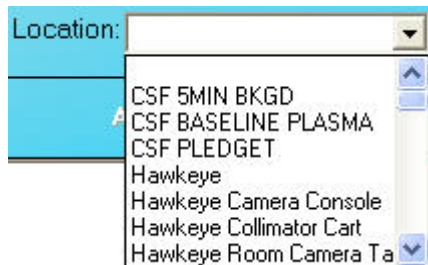 Location:
CSF 5MIN BKGD
CSF BASELINE PLASMA
CSF PLEDGET
Hawkeye
Hawkeye Camera Console
Hawkeye Collimator Cart
Hawkeye Room Camera Ta